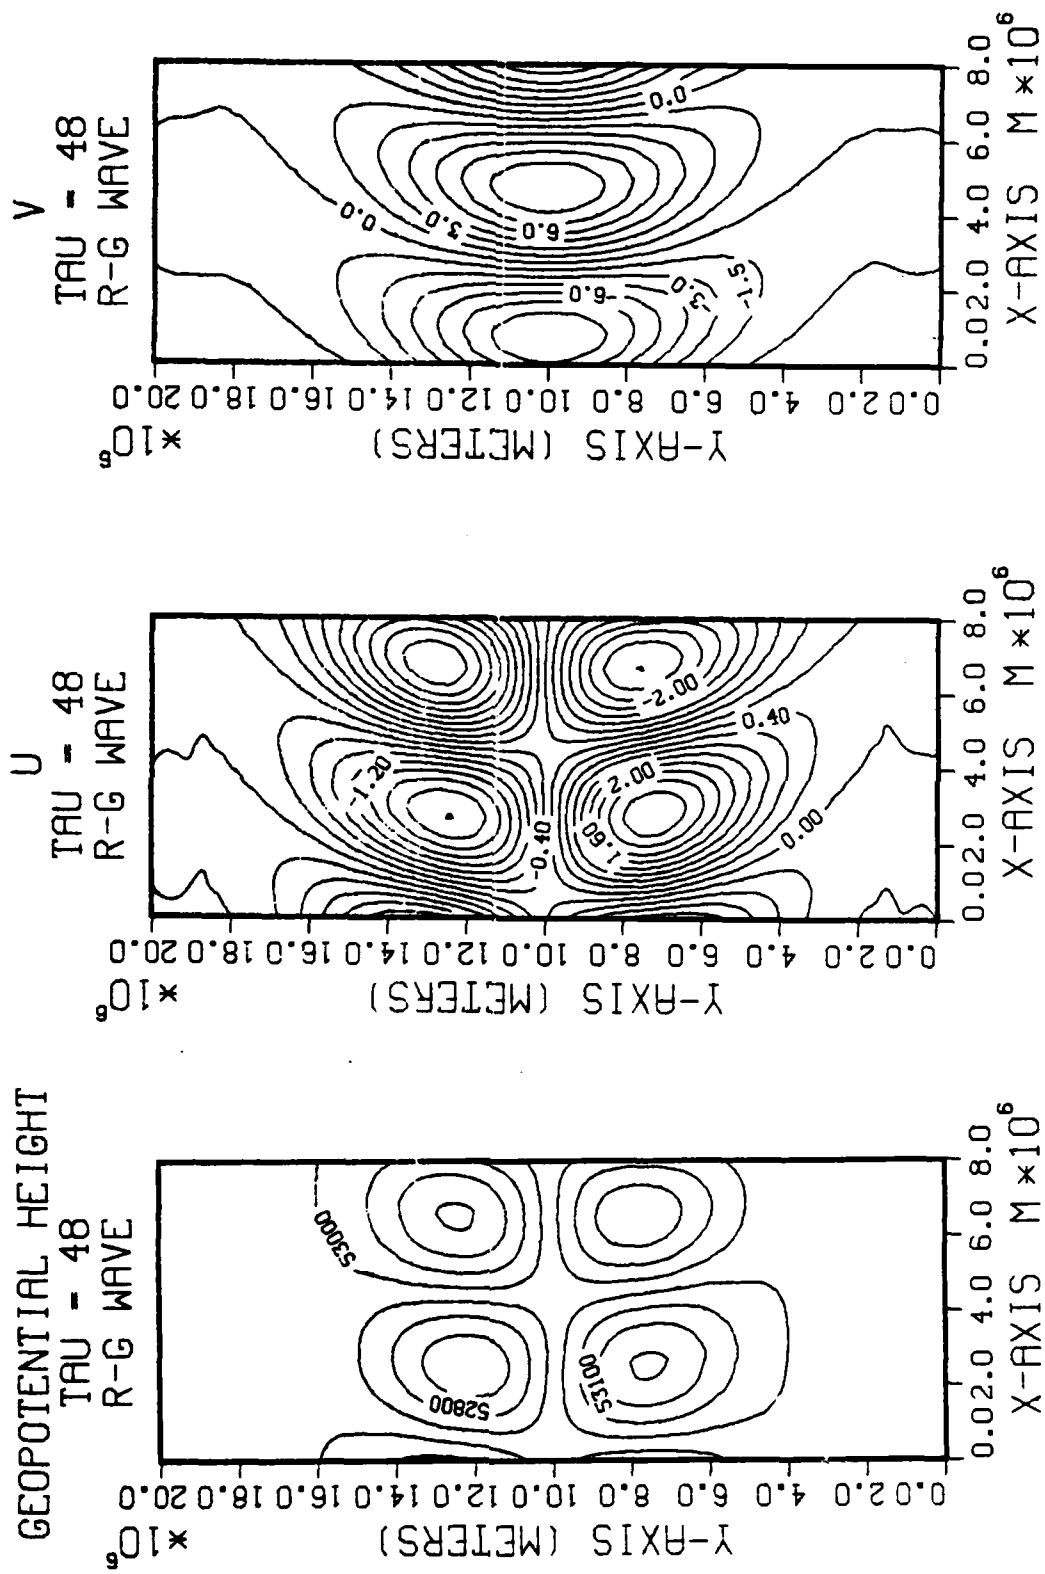 GEOPOTENTIAL HEIGHT
TAU = 48
R-G WAVE
*10⁶
Y-AXIS (METERS)
20.0
18.0
16.0
14.0
12.0
10.0
8.0
6.0
4.0
2.0
0.0
53000
52800
53100
0.0 2.0 4.0 6.0 8.0
X-AXIS M *10⁶
U
TAU = 48
R-G WAVE
*10⁶
Y-AXIS (METERS)
20.0
18.0
16.0
14.0
12.0
10.0
8.0
6.0
4.0
2.0
0.0
-1.20
-0.40
1.60
2.00
-2.00
0.40
0.00
0.0 2.0 4.0 6.0 8.0
X-AXIS M *10⁶
V
TAU = 48
R-G WAVE
*10⁶
Y-AXIS (METERS)
20.0
18.0
16.0
14.0
12.0
10.0
8.0
6.0
4.0
2.0
0.0
0.0
3.0
6.0
-6.0
-3.0
-1.5
0.0
0.0 2.0 4.0 6.0 8.0
X-AXIS M *10⁶